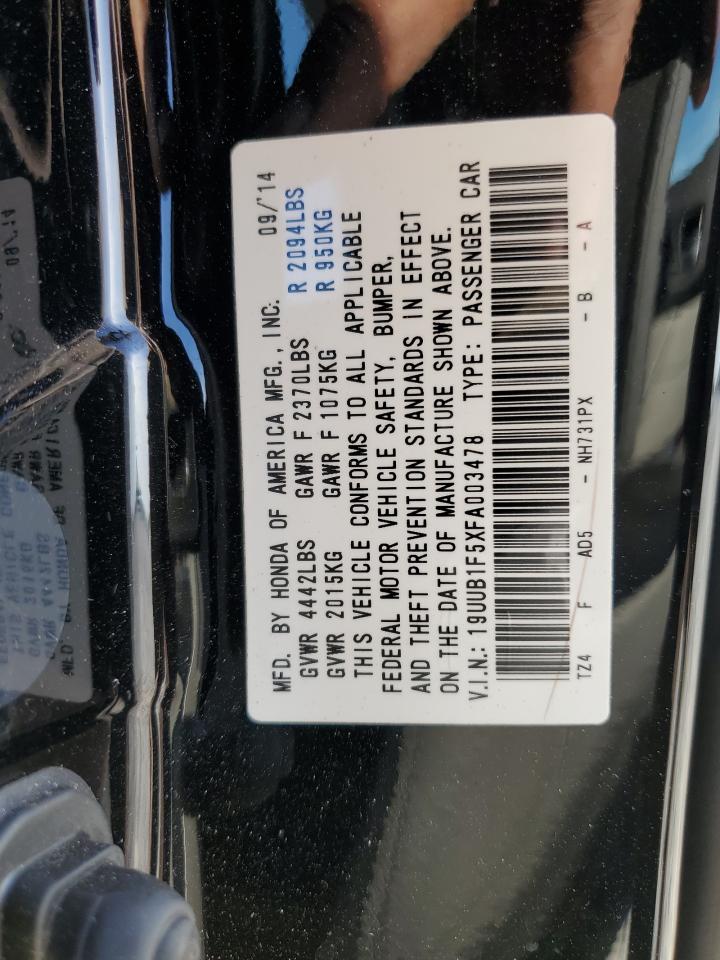 MFD. BY HONDA OF AMERICA MFG., INC. 09/'14
GVWR 4442LBS GAWR F 2370LBS R 2094LBS
GVWR 2015KG GAWR F 1075KG R 950KG
THIS VEHICLE CONFORMS TO ALL APPLICABLE
FEDERAL MOTOR VEHICLE SAFETY, BUMPER,
AND THEFT PREVENTION STANDARDS IN EFFECT
ON THE DATE OF MANUFACTURE SHOWN ABOVE.
V.I.N.: 19UUB1F5XFA003478 TYPE: PASSENGER CAR
TZ4 F AD5 - NH731PX - B - A